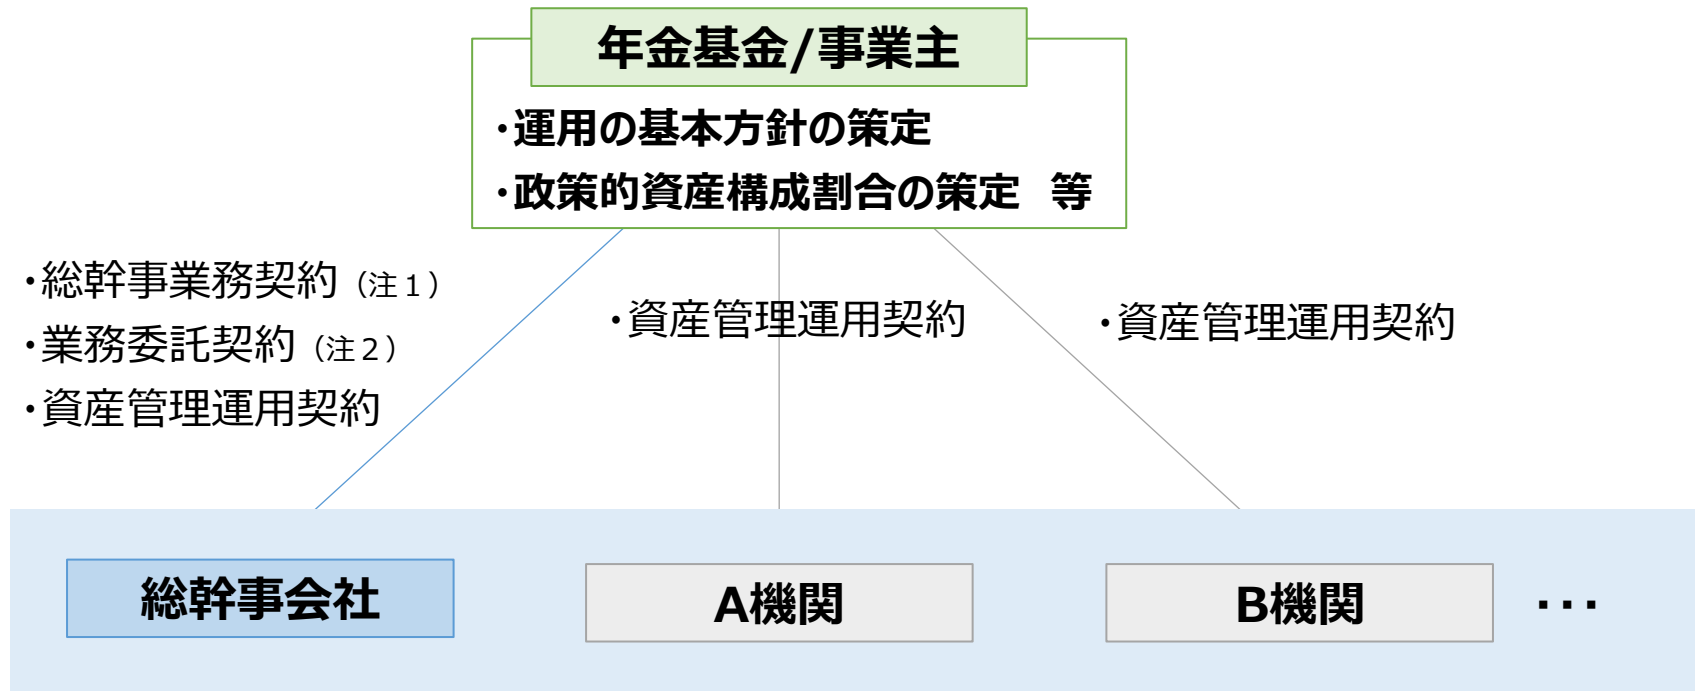 年金基金/事業主
・運用の基本方針の策定
・政策的資産構成割合の策定　等
・総幹事業務契約（注１）
・業務委託契約（注２）
・資産管理運用契約
・資産管理運用契約
・資産管理運用契約
総幹事会社
A機関
B機関
･･･